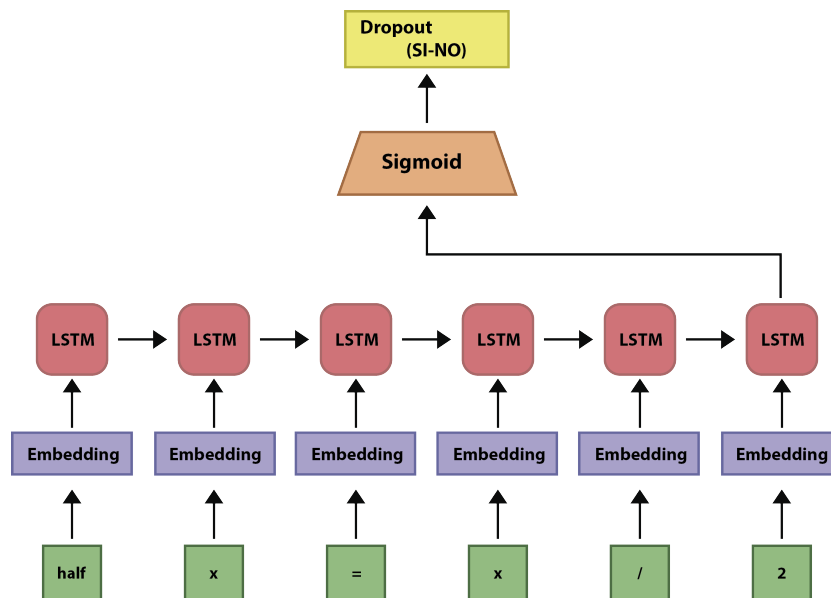 Dropout
(SI-NO)
Sigmoid
LSTM LSTM LSTM LSTM LSTM LSTM
Embedding Embedding Embedding Embedding Embedding Embedding
half x = x / 2